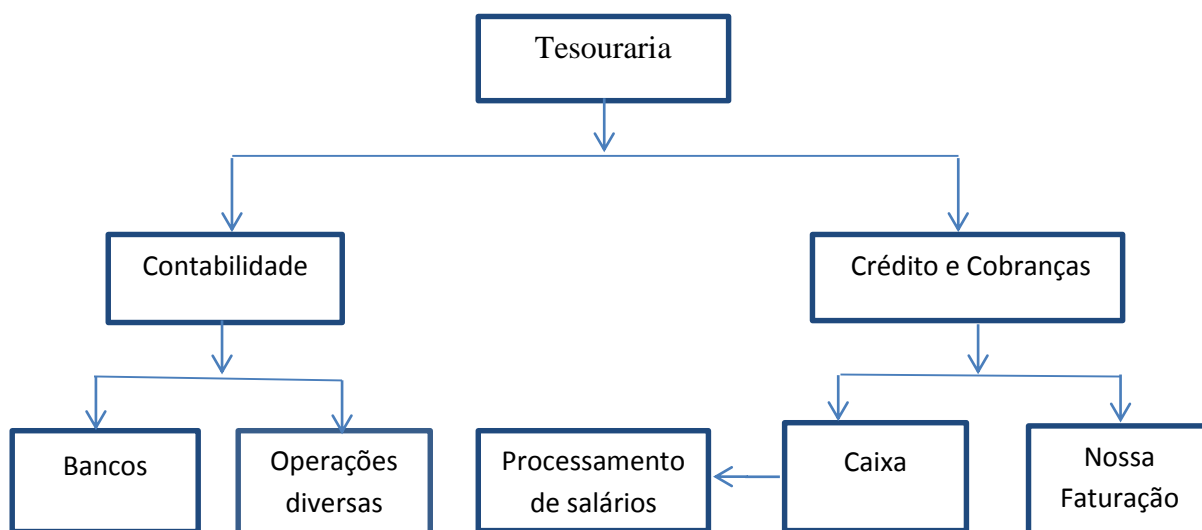 Tesouraria
Contabilidade
Crédito e Cobranças
Bancos
Operações
diversas
Processamento
de salários
Caixa
Nossa
Faturação